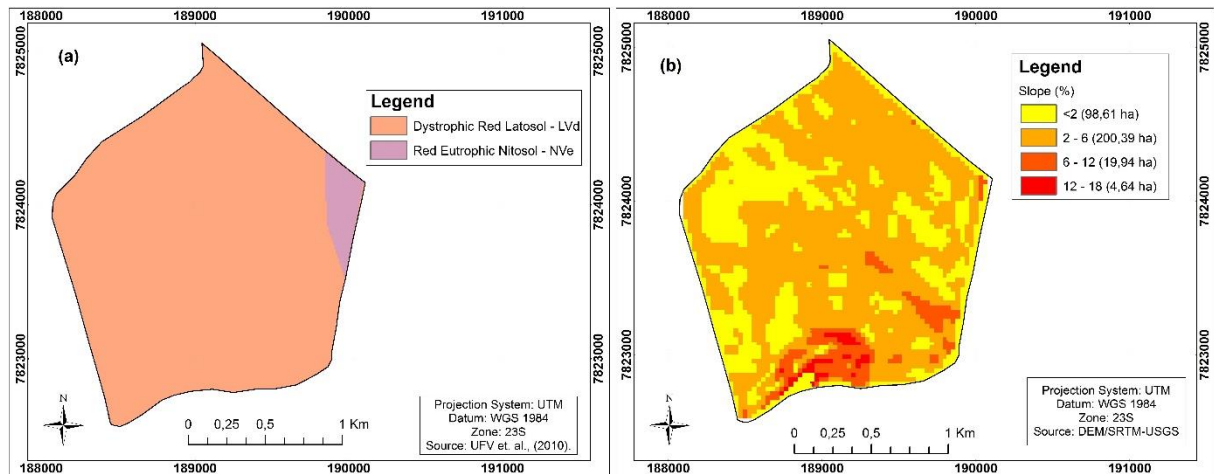 188000 189000 190000 191000
7825000
7824000
7823000
(a)
Legend
Dystrophic Red Latosol - LVd
Red Eutrophic Nitosol - NVe
7825000
7824000
7823000
N
0 0,25 0,5 1 Km
Projection System: UTM
Datum: WGS 1984
Zone: 23S
Source: UFV et. al., (2010).
188000 189000 190000 191000
188000 189000 190000 191000
7825000
7824000
7823000
(b)
Legend
Slope (%)
<2 (98,61 ha)
2 - 6 (200,39 ha)
6 - 12 (19,94 ha)
12 - 18 (4,64 ha)
7825000
7824000
7823000
N
0 0,25 0,5 1 Km
Projection System: UTM
Datum: WGS 1984
Zone: 23S
Source: DEM/SRTM-USGS
188000 189000 190000 191000